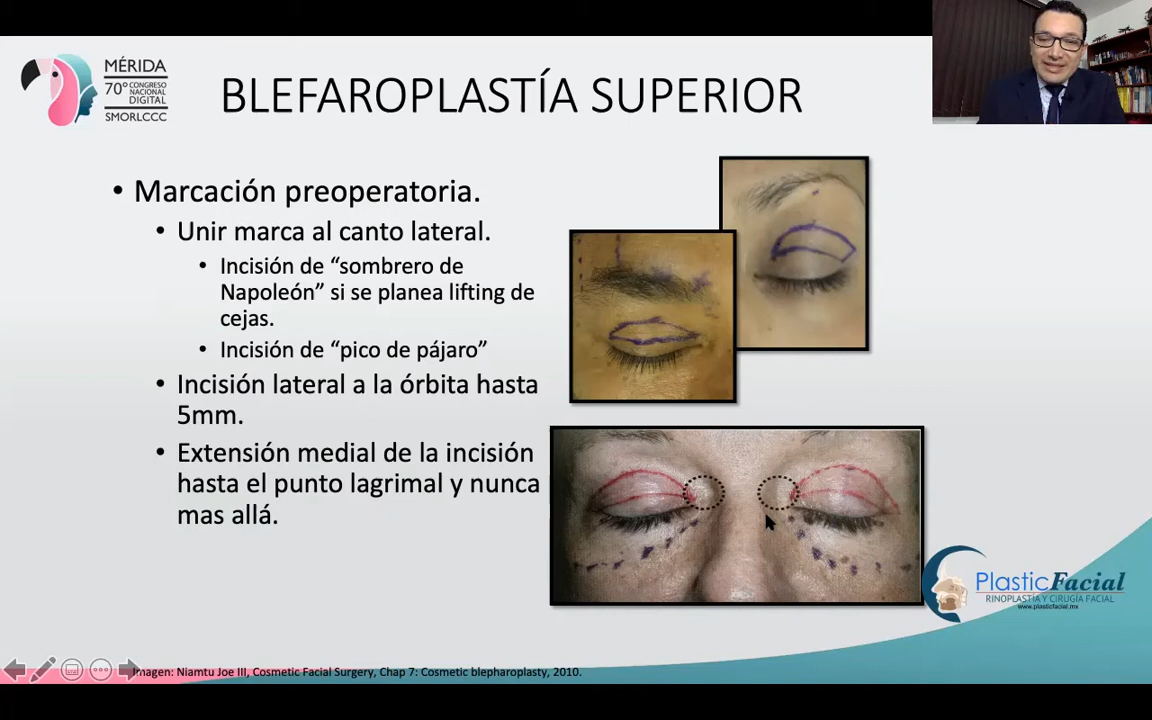 MÉRIDA
70º CONGRESO
NACIONAL
DIGITAL
SMORLCCC
BLEFAROPLASTÍA SUPERIOR
• Marcación preoperatoria.
• Unir marca al canto lateral.
• Incisión de “sombrero de
Napoleón” si se planea lifting de
cejas.
• Incisión de “pico de pájaro”
• Incisión lateral a la órbita hasta
5mm.
• Extensión medial de la incisión
hasta el punto lagrimal y nunca
mas allá.
PlasticFacial
RINOPLASTÍA Y CIRUGÍA FACIAL
www.plasticfacial.mx
Imagen: Niamtu Joe III, Cosmetic Facial Surgery, Chap 7: Cosmetic blepharoplasty, 2010.